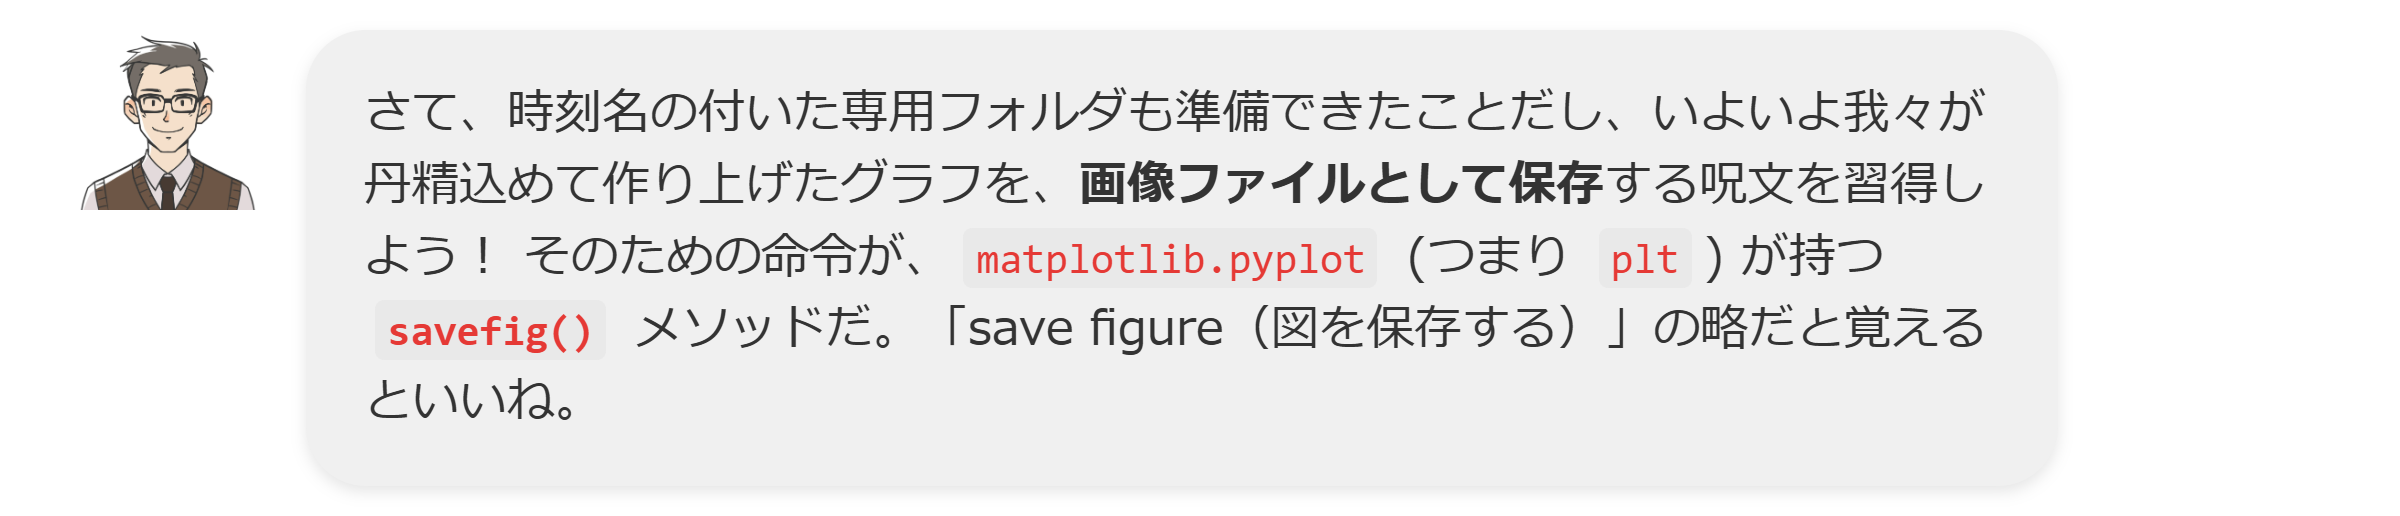 さて、時刻名の付いた専用フォルダも準備できたことだし、いよいよ我々が
丹精込めて作り上げたグラフを、画像ファイルとして保存する呪文を習得し
よう！ そのための命令が、 matplotlib.pyplot (つまり plt ) が持つ
savefig() メソッドだ。「save figure（図を保存する）」の略だと覚える
といいね。